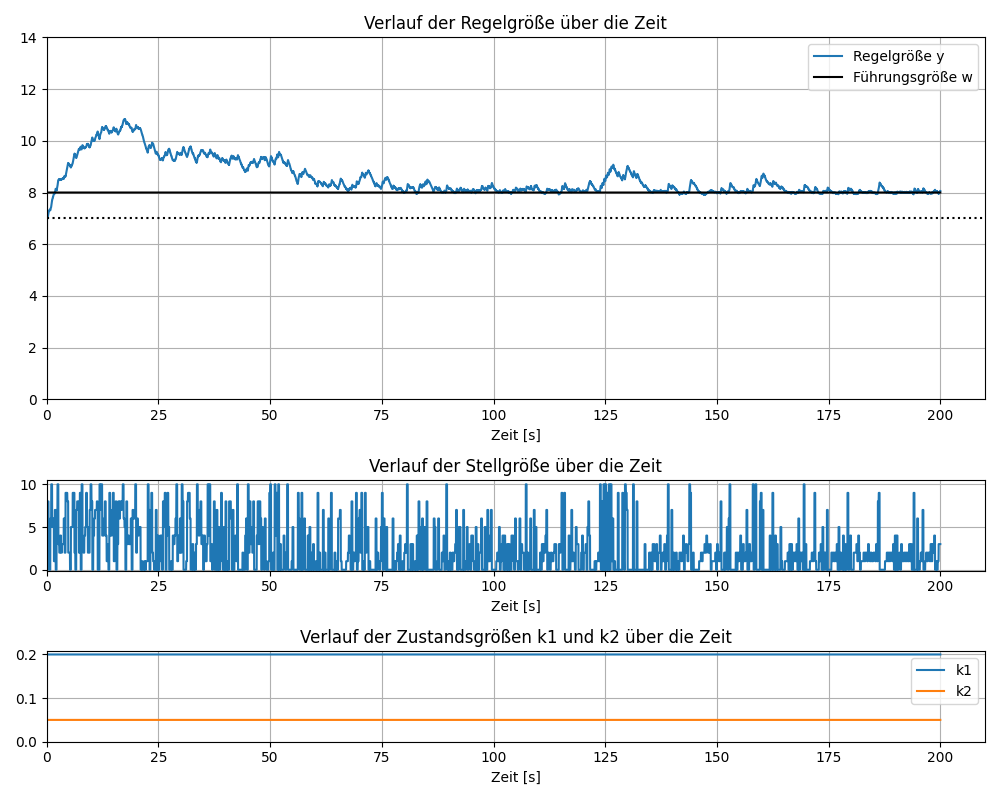 Verlauf der Regelgröße über die Zeit
14
12
10
8
6
4
2
0
Regelgröße y
Führungsgröße w
0 25 50 75 100 125 150 175 200
Zeit [s]
Verlauf der Stellgröße über die Zeit
10
5
0
0 25 50 75 100 125 150 175 200
Zeit [s]
Verlauf der Zustandsgrößen k1 und k2 über die Zeit
0.2
0.1
0.0
k1
k2
0 25 50 75 100 125 150 175 200
Zeit [s]